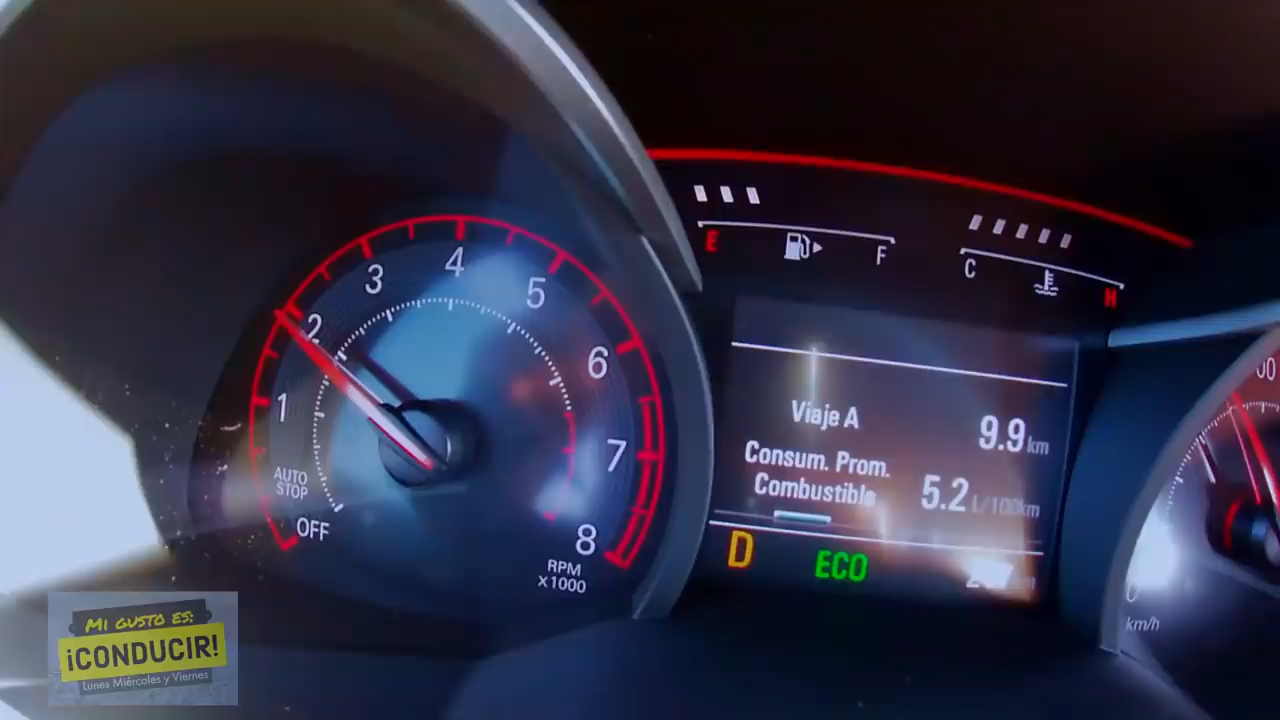 E
F
C
H
1
2
3
4
5
6
7
8
AUTO
STOP
OFF
RPM
x1000
Viaje A
9.9 km
Consum. Prom.
Combustible
5.2 L/100km
D
ECO
0
km/h
MI GUSTO ES:
¡CONDUCIR!
Lunes Miércoles y Viernes